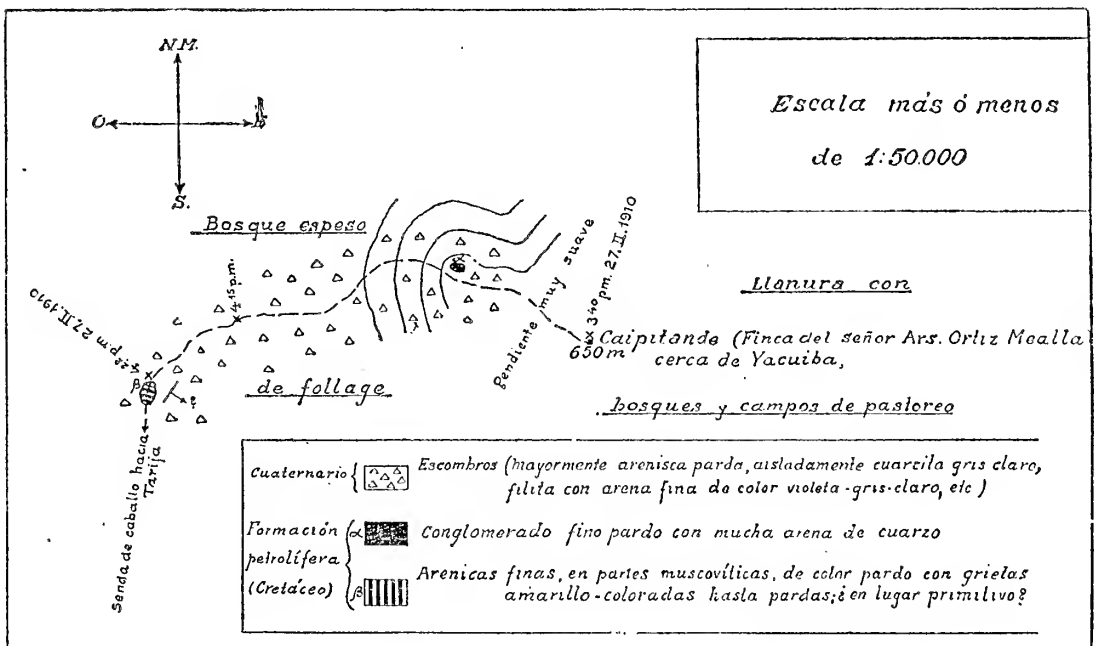 N.M.
O
S.
Escala más ó menos
de 1:50.000
Bosque espeso
4 15 p.m.
Pendiente muy suave
3 40 pm. 27. II. 1910
Llanura con
650 m
Caipitande (Finca del señor Ars. Ortiz Mealla
cerca de Yacuiba,
p.m. 27. II. 1910
β
de follage
bosques y campos de pastoreo
Senda de caballo hacia
Tarija
Cuaternario
Escombros (mayormente arenisca parda, aisladamente cuarcita gris claro,
filita con arena fina de color violeta-gris-claro, etc)
Formación
petrolífera
(Cretáceo)
α
Conglomerado fino pardo con mucha arena de cuarzo
β
Arenicas finas, en partes muscovíticas, de color pardo con grietas
amarillo-coloradas hasta pardas; ¿en lugar primitivo?